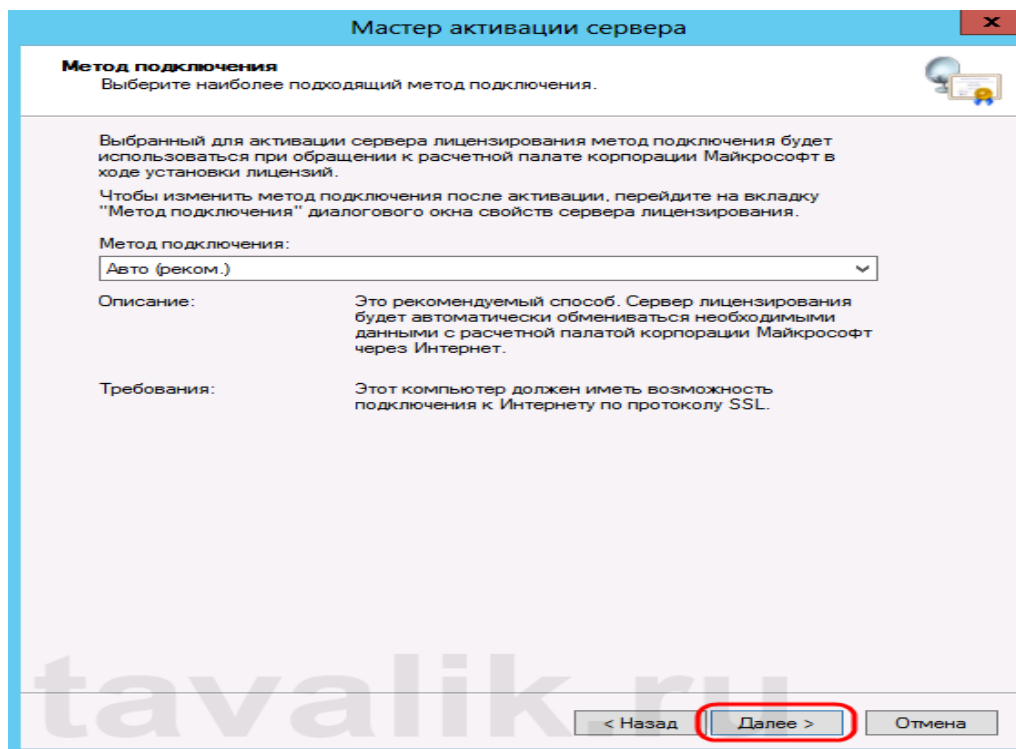 Мастер активации сервера
x
Метод подключения
Выберите наиболее подходящий метод подключения.
Выбранный для активации сервера лицензирования метод подключения будет
использоваться при обращении к расчетной палате корпорации Майкрософт в
ходе установки лицензий.
Чтобы изменить метод подключения после активации, перейдите на вкладку
"Метод подключения" диалогового окна свойств сервера лицензирования.
Метод подключения:
Авто (реком.)
Описание: Это рекомендуемый способ. Сервер лицензирования
будет автоматически обмениваться необходимыми
данными с расчетной палатой корпорации Майкрософт
через Интернет.
Требования: Этот компьютер должен иметь возможность
подключения к Интернету по протоколу SSL.
tavalik.ru
< Назад Далее > Отмена